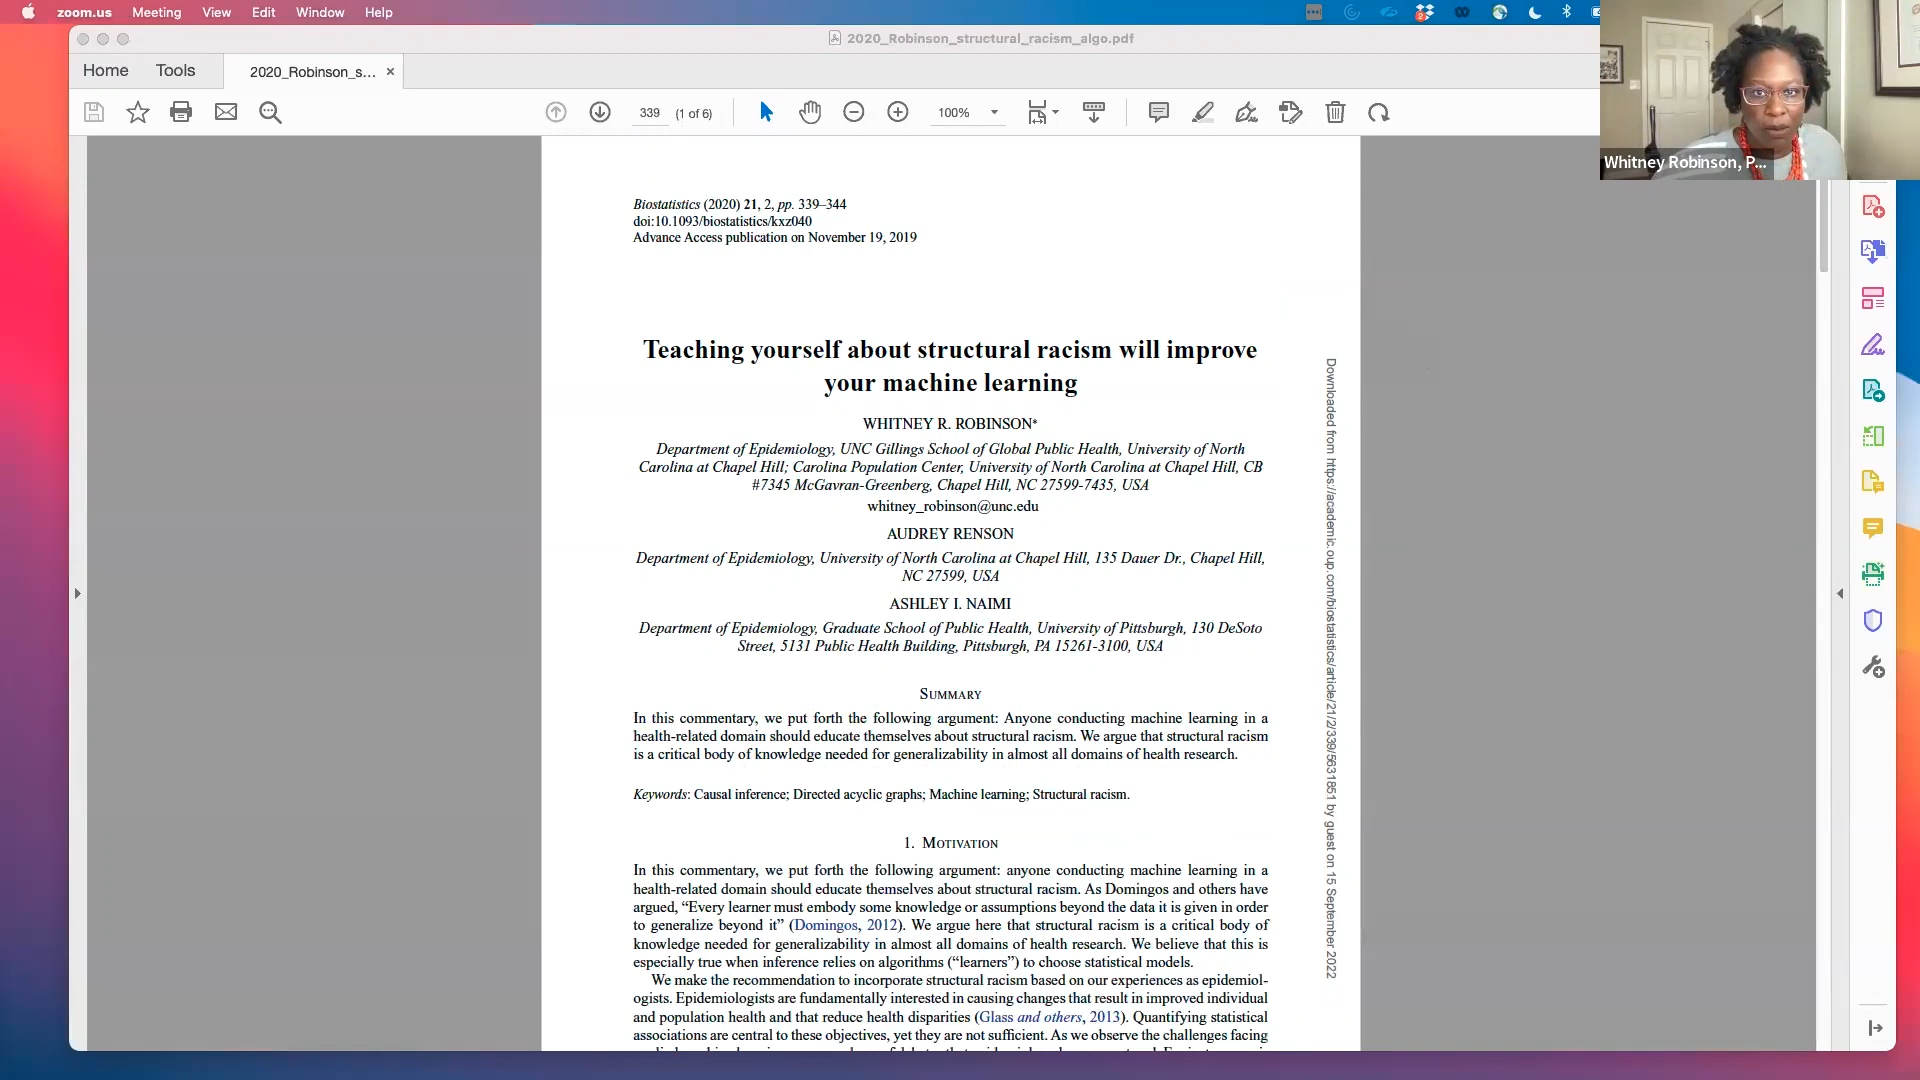 zoom.us Meeting View Edit Window Help
2
2020_Robinson_structural_racism_algo.pdf
Home Tools 2020_Robinson_s... ×
339 (1 of 6) 100%
Whitney Robinson, P...
Biostatistics (2020) 21, 2, pp. 339–344
doi:10.1093/biostatistics/kxz040
Advance Access publication on November 19, 2019
Teaching yourself about structural racism will improve
your machine learning
WHITNEY R. ROBINSON*
Department of Epidemiology, UNC Gillings School of Global Public Health, University of North
Carolina at Chapel Hill; Carolina Population Center, University of North Carolina at Chapel Hill, CB
#7345 McGavran-Greenberg, Chapel Hill, NC 27599-7435, USA
whitney_robinson@unc.edu
AUDREY RENSON
Department of Epidemiology, University of North Carolina at Chapel Hill, 135 Dauer Dr., Chapel Hill,
NC 27599, USA
ASHLEY I. NAIMI
Department of Epidemiology, Graduate School of Public Health, University of Pittsburgh, 130 DeSoto
Street, 5131 Public Health Building, Pittsburgh, PA 15261-3100, USA
SUMMARY
In this commentary, we put forth the following argument: Anyone conducting machine learning in a
health-related domain should educate themselves about structural racism. We argue that structural racism
is a critical body of knowledge needed for generalizability in almost all domains of health research.
Keywords: Causal inference; Directed acyclic graphs; Machine learning; Structural racism.
1. MOTIVATION
In this commentary, we put forth the following argument: anyone conducting machine learning in a
health-related domain should educate themselves about structural racism. As Domingos and others have
argued, “Every learner must embody some knowledge or assumptions beyond the data it is given in order
to generalize beyond it” (Domingos, 2012). We argue here that structural racism is a critical body of
knowledge needed for generalizability in almost all domains of health research. We believe that this is
especially true when inference relies on algorithms (“learners”) to choose statistical models.
We make the recommendation to incorporate structural racism based on our experiences as epidemiol-
ogists. Epidemiologists are fundamentally interested in causing changes that result in improved individual
and population health and that reduce health disparities (Glass and others, 2013). Quantifying statistical
associations are central to these objectives, yet they are not sufficient. As we observe the challenges facing
Downloaded from https://academic.oup.com/biostatistics/article/21/2/339/5631851 by guest on 15 September 2022